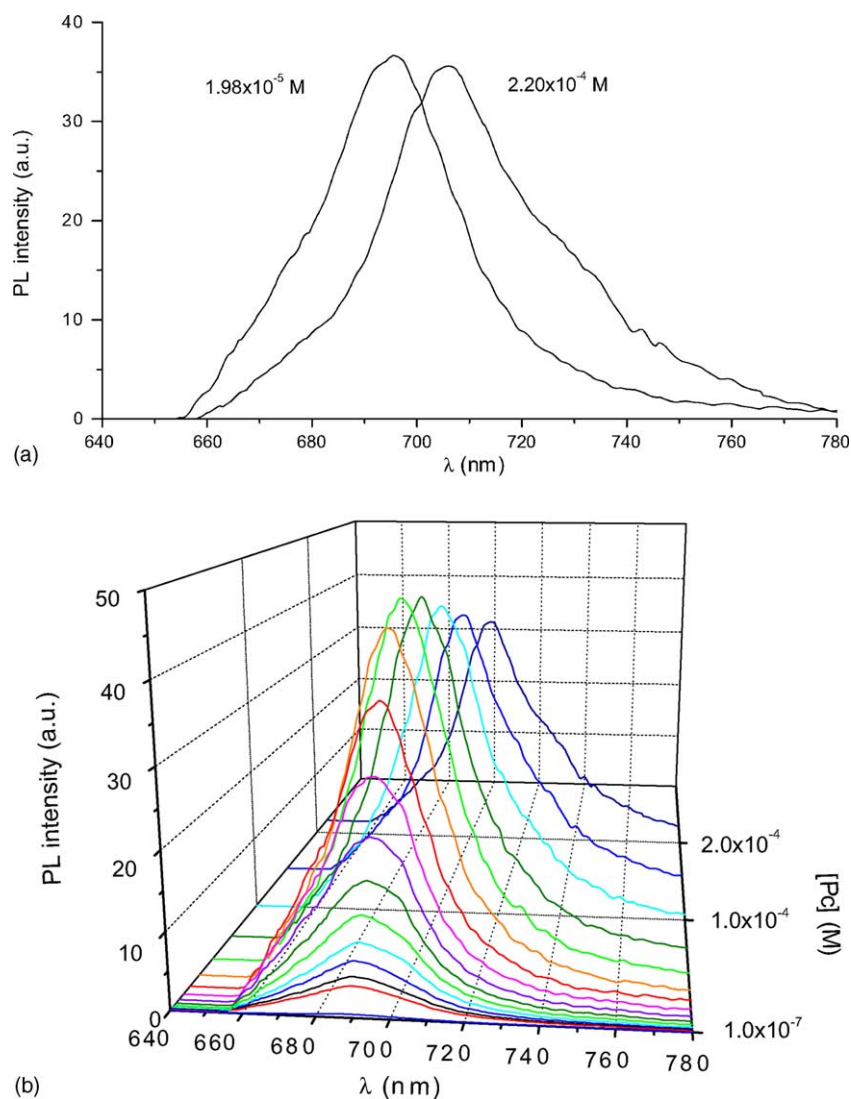 40
30
20
10
0
PL intensity (a.u.)
1.98x10⁻⁵ M
2.20x10⁻⁴ M
640 660 680 700 720 740 760 780
λ (nm)
(a)
50
40
30
20
10
0
PL intensity (a.u.)
640 660 680 700 720 740 760 780
λ (nm)
2.0x10⁻⁴
1.0x10⁻⁴
1.0x10⁻⁷
[Pc] (M)
(b)